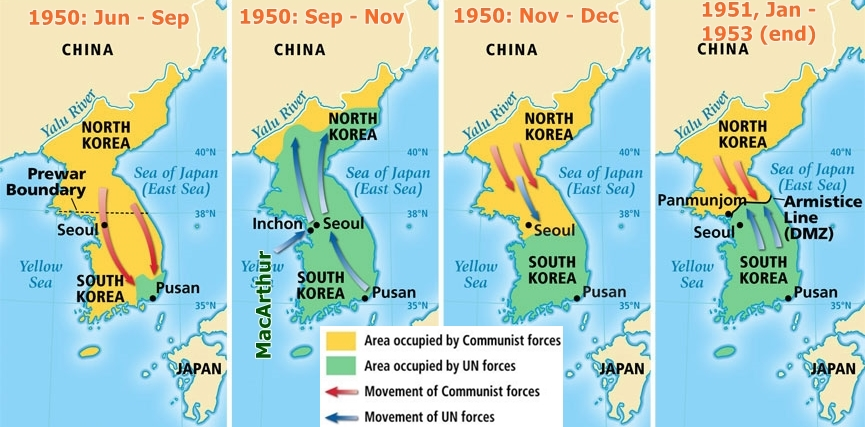 1950: Jun - Sep
CHINA
Yalu River
NORTH
KOREA
40°N
Prewar
Boundary
Sea of Japan
(East Sea)
38°N
Seoul
Yellow
Sea
SOUTH
KOREA
Pusan
35°N
JAPAN
1950: Sep - Nov
CHINA
Yalu River
NORTH
KOREA
40°N
Sea of Japan
(East Sea)
38°N
Inchon
Seoul
MacArthur
SOUTH
KOREA
Pusan
35°N
1950: Nov - Dec
CHINA
Yalu River
NORTH
KOREA
40°N
Sea of Japan
(East Sea)
38°N
Seoul
Yellow
Sea
SOUTH
KOREA
Pusan
35°N
JAPAN
1951, Jan -
1953 (end)
CHINA
Yalu River
NORTH
KOREA
40°N
Sea of Japan
(East Sea)
Panmunjom
Armistice
Line
(DMZ)
38°N
Seoul
Yellow
Sea
SOUTH
KOREA
Pusan
35°N
JAPAN
Area occupied by Communist forces
Area occupied by UN forces
Movement of Communist forces
Movement of UN forces